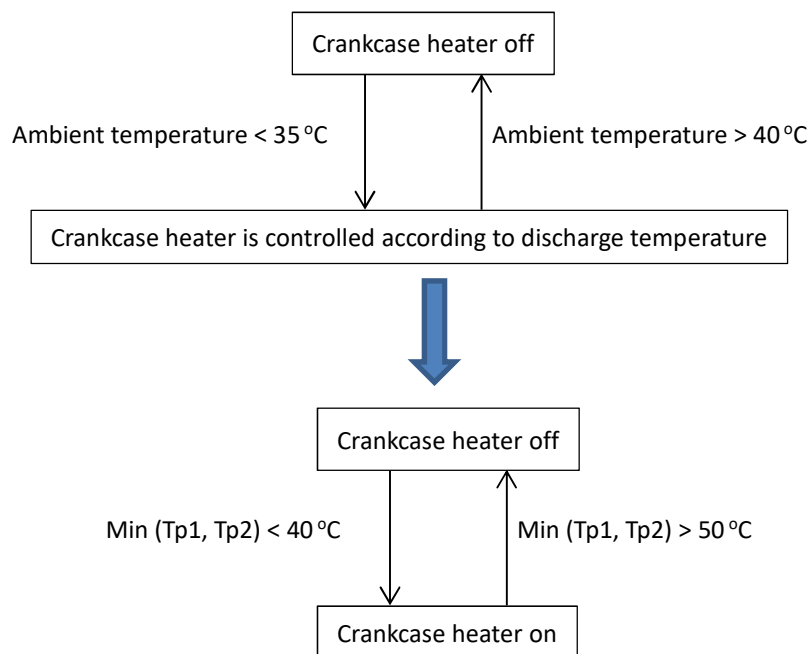 Crankcase heater off
Ambient temperature < 35 °C
Ambient temperature > 40 °C
Crankcase heater is controlled according to discharge temperature
Crankcase heater off
Min (Tp1, Tp2) < 40 °C
Min (Tp1, Tp2) > 50 °C
Crankcase heater on